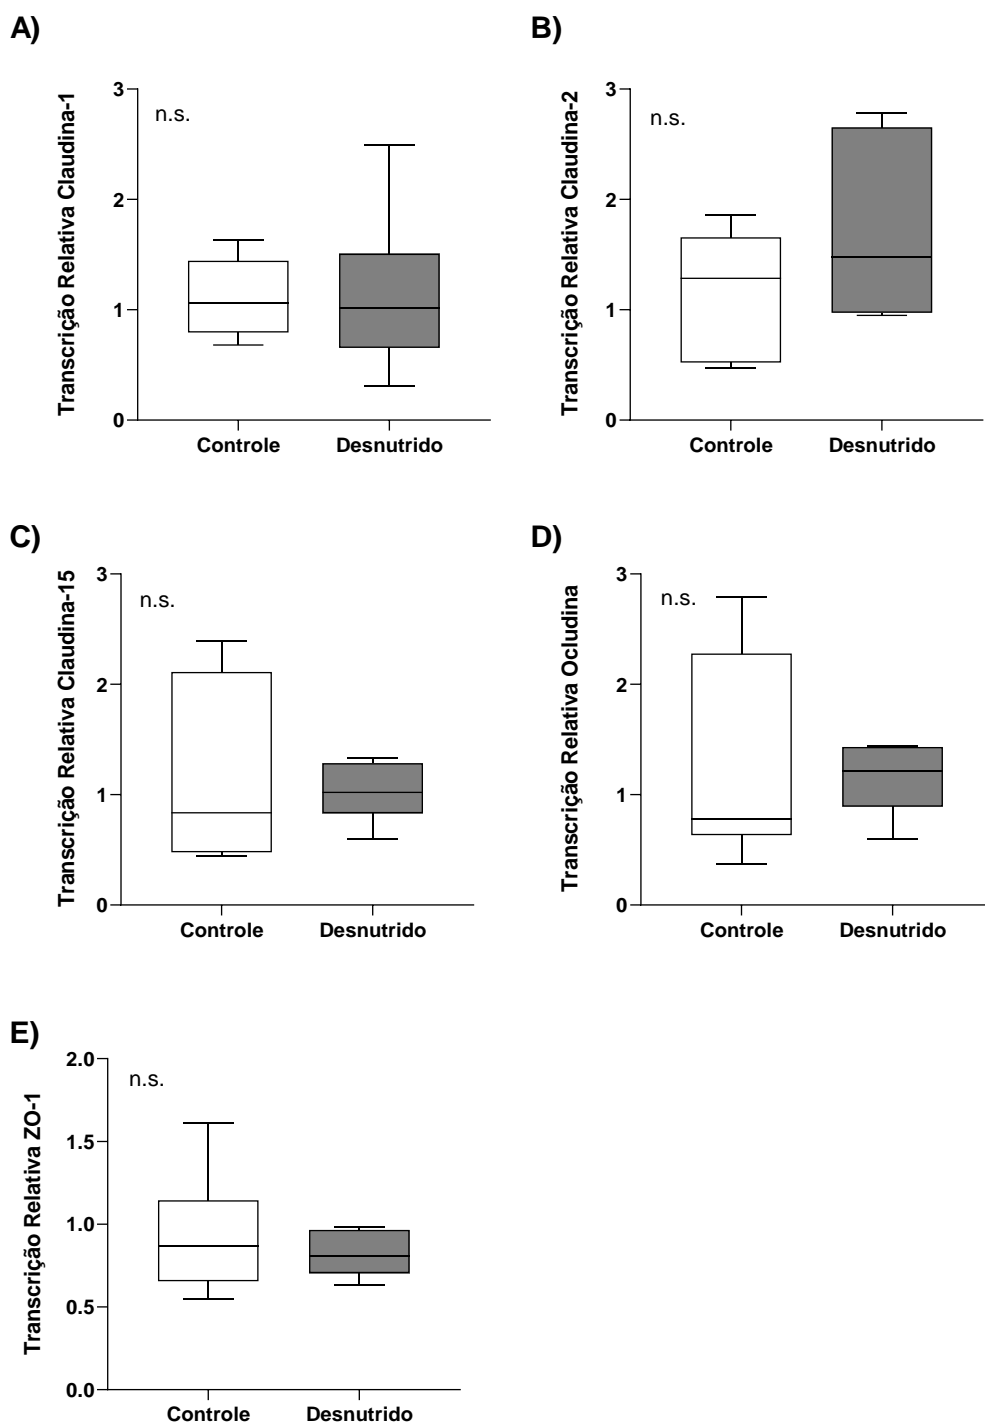 A)
Transcrição Relativa Claudina-1
3
2
1
0
n.s.
Controle
Desnutrido
B)
Transcrição Relativa Claudina-2
3
2
1
0
n.s.
Controle
Desnutrido
C)
Transcrição Relativa Claudina-15
3
2
1
0
n.s.
Controle
Desnutrido
D)
Transcrição Relativa Ocludina
3
2
1
0
n.s.
Controle
Desnutrido
E)
Transcrição Relativa ZO-1
2.0
1.5
1.0
0.5
0.0
n.s.
Controle
Desnutrido